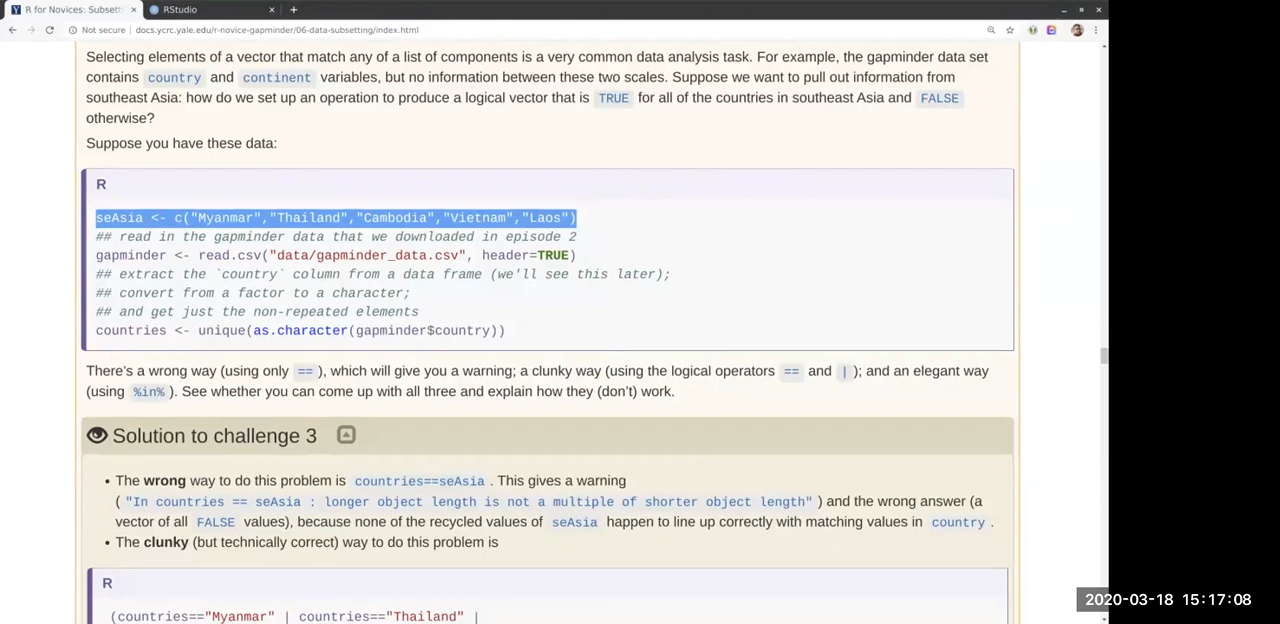 R for Novices: Subsetti
RStudio
Not secure
docs.ycrc.yale.edu/r-novice-gapminder/06-data-subsetting/index.html
Selecting elements of a vector that match any of a list of components is a very common data analysis task. For example, the gapminder data set
contains country and continent variables, but no information between these two scales. Suppose we want to pull out information from
southeast Asia: how do we set up an operation to produce a logical vector that is TRUE for all of the countries in southeast Asia and FALSE
otherwise?
Suppose you have these data:
R
seAsia <- c("Myanmar","Thailand","Cambodia","Vietnam","Laos")
## read in the gapminder data that we downloaded in episode 2
gapminder <- read.csv("data/gapminder_data.csv", header=TRUE)
## extract the `country` column from a data frame (we'll see this later);
## convert from a factor to a character;
## and get just the non-repeated elements
countries <- unique(as.character(gapminder$country))
There's a wrong way (using only == ), which will give you a warning; a clunky way (using the logical operators == and | ); and an elegant way
(using %in% ). See whether you can come up with all three and explain how they (don't) work.
Solution to challenge 3
• The wrong way to do this problem is countries==seAsia . This gives a warning
( "In countries == seAsia : longer object length is not a multiple of shorter object length" ) and the wrong answer (a
vector of all FALSE values), because none of the recycled values of seAsia happen to line up correctly with matching values in country .
• The clunky (but technically correct) way to do this problem is
R
(countries=="Myanmar" | countries=="Thailand" |
2020-03-18 15:17:08